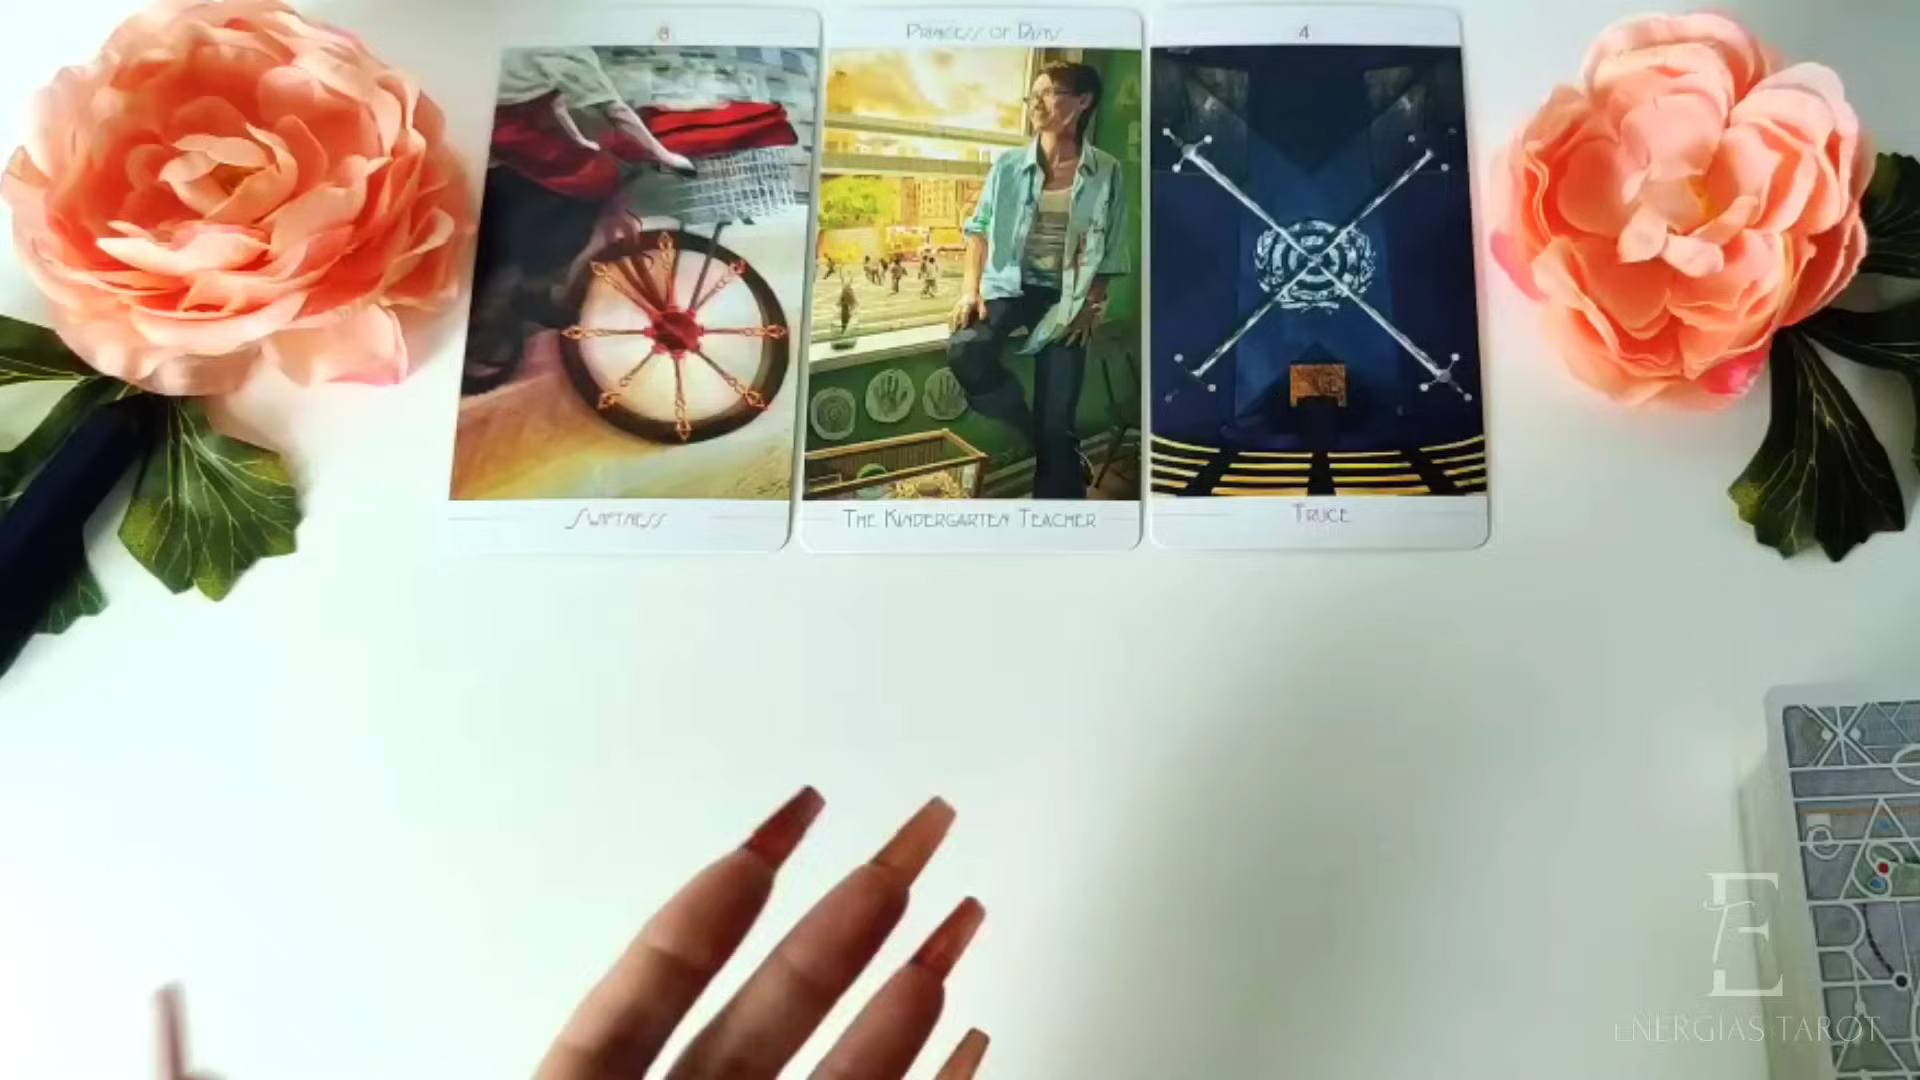 8
SWIFTNESS
PRINCESS OF DISKS
THE KINDERGARTEN TEACHER
4
TRUCE
E
ENERGIAS TAROT